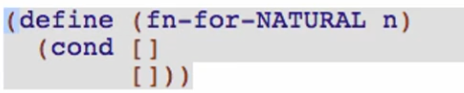 (define (fn-for-NATURAL n)
  (cond []
        []))